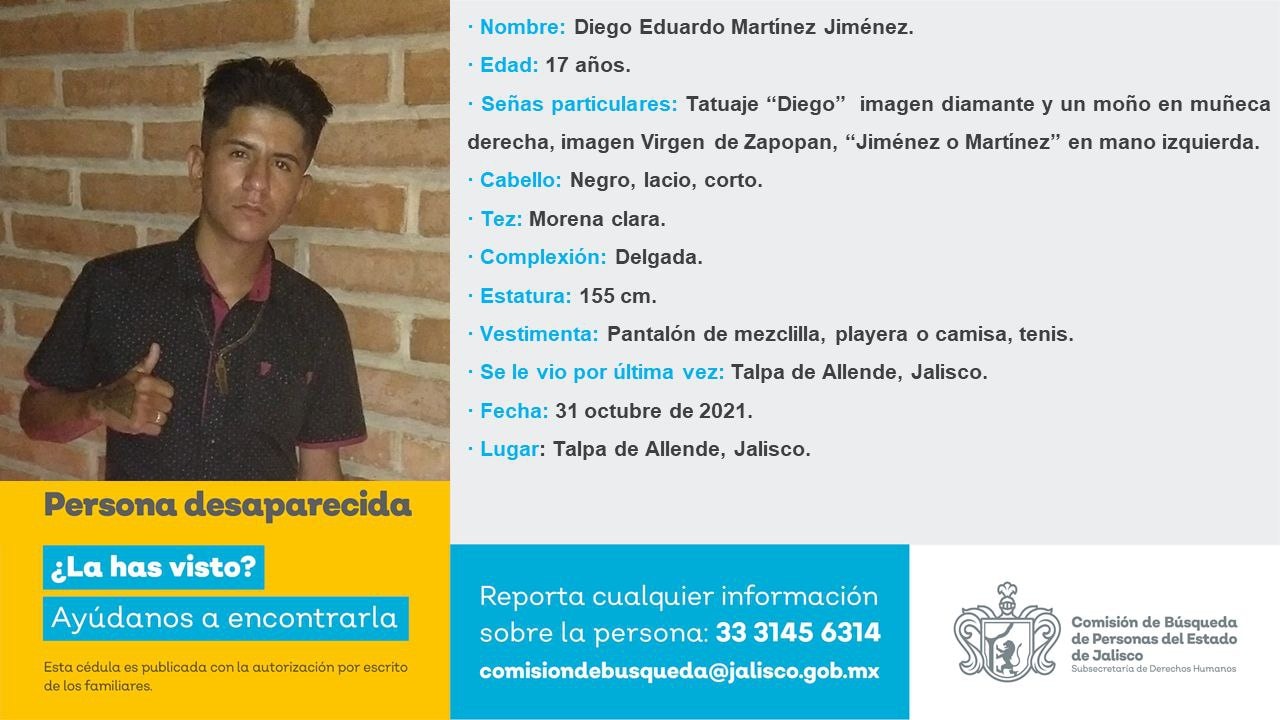 · Nombre: Diego Eduardo Martínez Jiménez.
· Edad: 17 años.
· Señas particulares: Tatuaje “Diego” imagen diamante y un moño en muñeca
derecha, imagen Virgen de Zapopan, “Jiménez o Martínez” en mano izquierda.
· Cabello: Negro, lacio, corto.
· Tez: Morena clara.
· Complexión: Delgada.
· Estatura: 155 cm.
· Vestimenta: Pantalón de mezclilla, playera o camisa, tenis.
· Se le vio por última vez: Talpa de Allende, Jalisco.
· Fecha: 31 octubre de 2021.
· Lugar: Talpa de Allende, Jalisco.
Persona desaparecida
¿La has visto?
Ayúdanos a encontrarla
Esta cédula es publicada con la autorización por escrito
de los familiares.
Reporta cualquier información
sobre la persona: 33 3145 6314
comisiondebusqueda@jalisco.gob.mx
Comisión de Búsqueda
de Personas del Estado
de Jalisco
Subsecretaría de Derechos Humanos